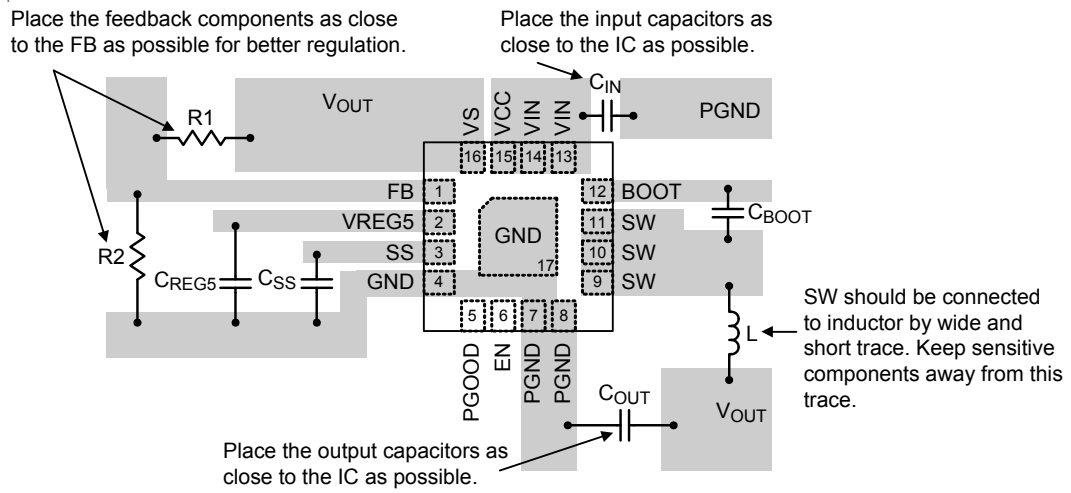 Place the feedback components as close
to the FB as possible for better regulation.
Place the input capacitors as
close to the IC as possible.
CIN
VOUT
PGND
R1
VS
VCC
VIN
VIN
16
15
14
13
FB
1
12
BOOT
VREG5
2
11
SW
CBOOT
GND
SS
3
10
SW
R2
17
CREG5
CSS
GND
4
9
SW
SW should be connected
to inductor by wide and
short trace. Keep sensitive
components away from this
trace.
L
5
6
7
8
PGOOD
EN
PGND
PGND
COUT
VOUT
Place the output capacitors as
close to the IC as possible.